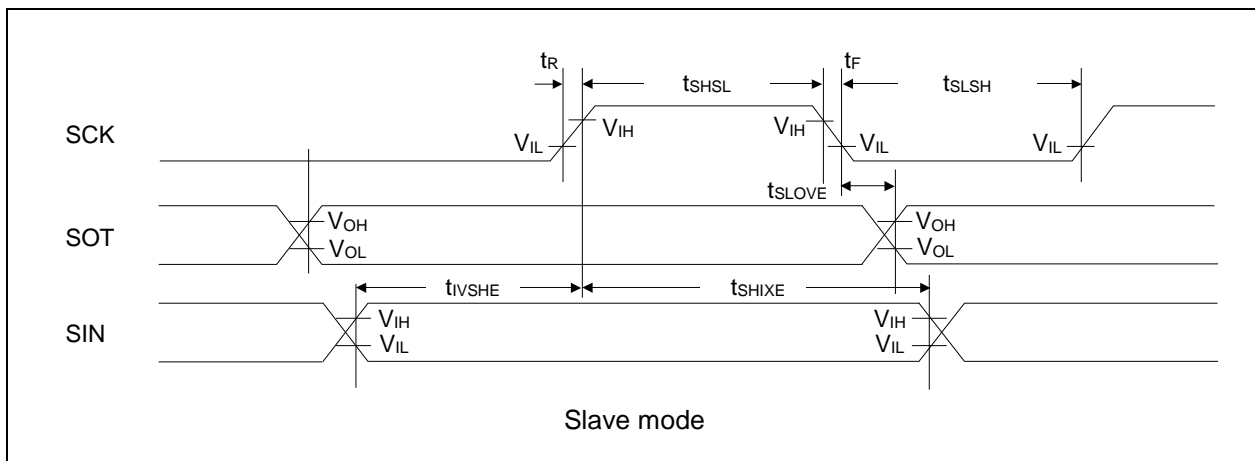 tR tF
tSHSL tSLSH
SCK VIL VIH VIH VIL VIL
tSLOVE
SOT VOH VOH
VOL VOL
tIVSHE tSHIXE
SIN VIH VIH
VIL VIL
Slave mode